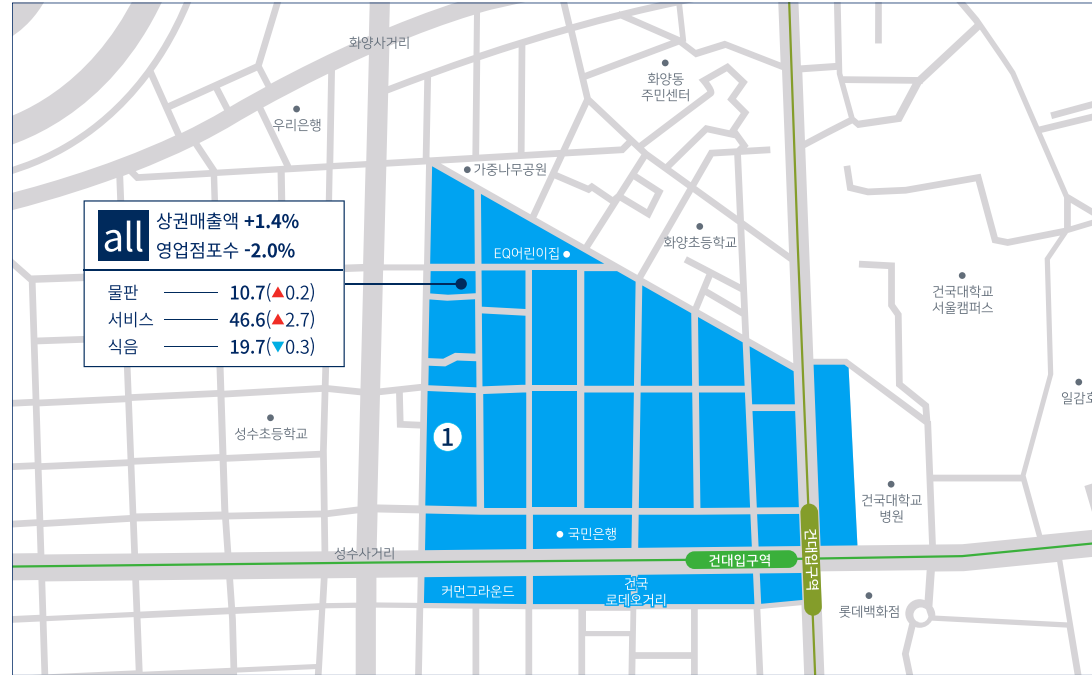 화양사거리
화양동
주민센터
우리은행
가중나무공원
all
상권매출액 +1.4%
영업점포수 -2.0%
물판 10.7(▲0.2)
서비스 46.6(▲2.7)
식음 19.7(▼0.3)
EQ어린이집
화양초등학교
건국대학교
서울캠퍼스
일감호
성수초등학교
1
건국대학교
병원
국민은행
성수사거리
건대입구역
건대입구역
커먼그라운드
건국
로데오거리
롯데백화점